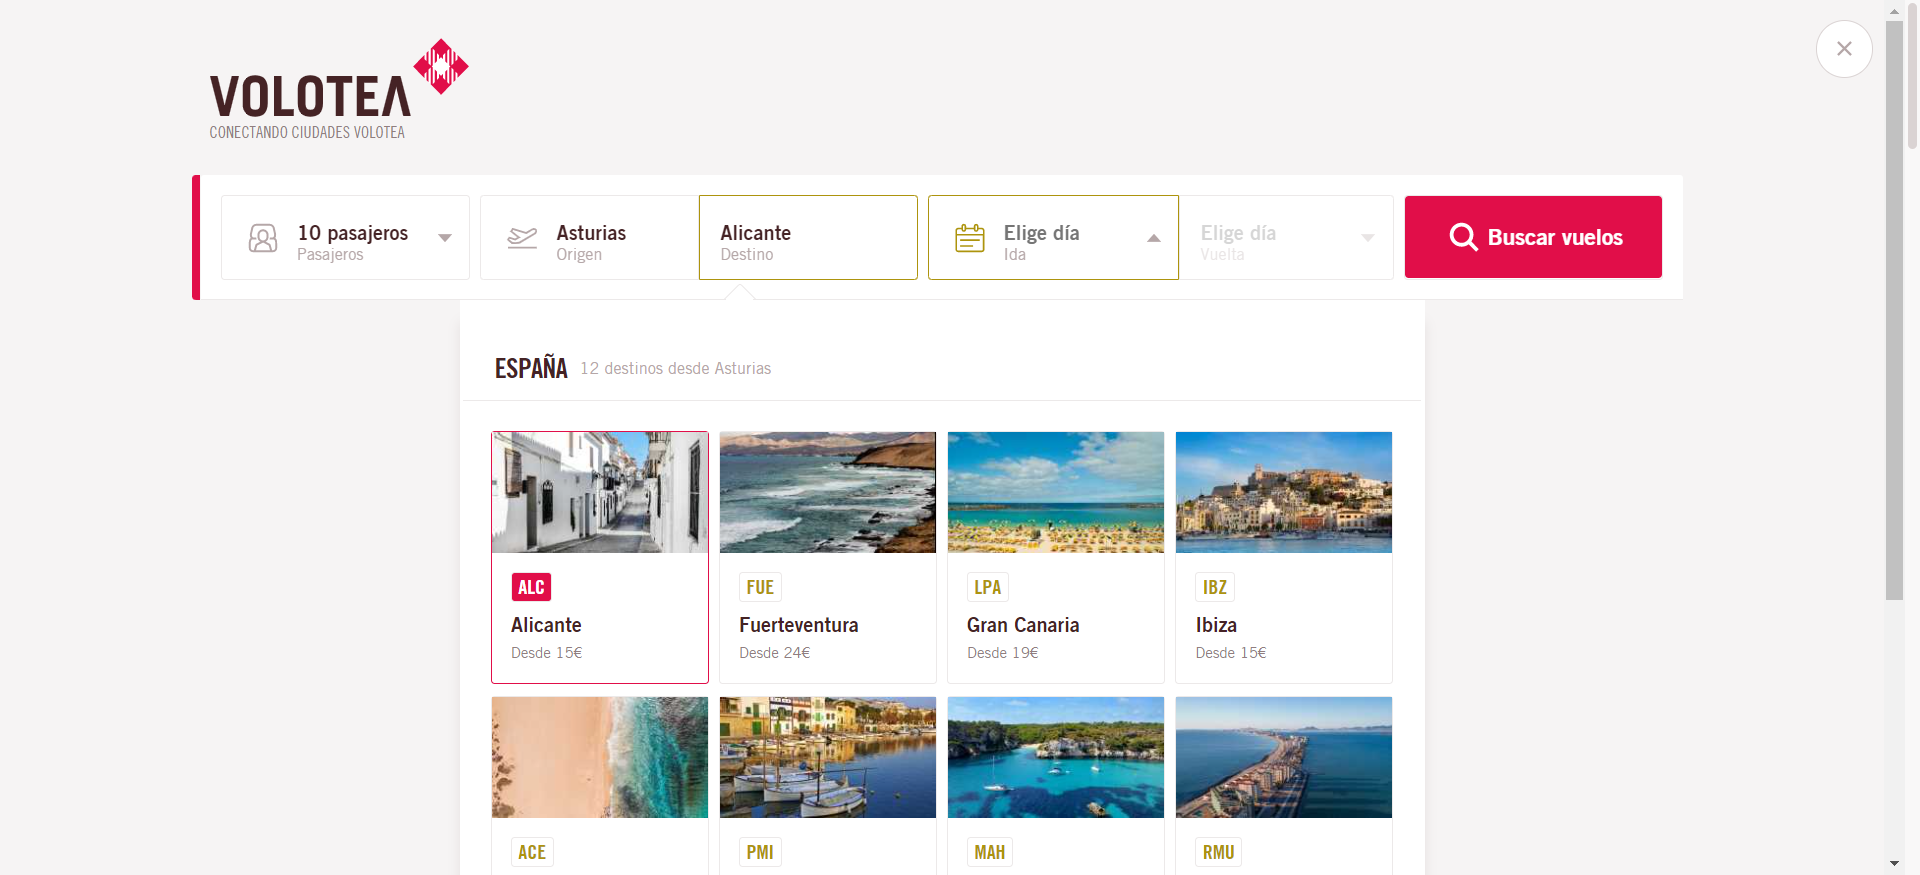 VOLOTEA
CONECTANDO CIUDADES VOLOTEA
10 pasajeros
Pasajeros
Asturias
Origen
Alicante
Destino
Elige día
Ida
Elige día
Vuelta
Buscar vuelos
ESPAÑA 12 destinos desde Asturias
ALC
Alicante
Desde 15€
FUE
Fuerteventura
Desde 24€
LPA
Gran Canaria
Desde 19€
IBZ
Ibiza
Desde 15€
ACE
PMI
MAH
RMU